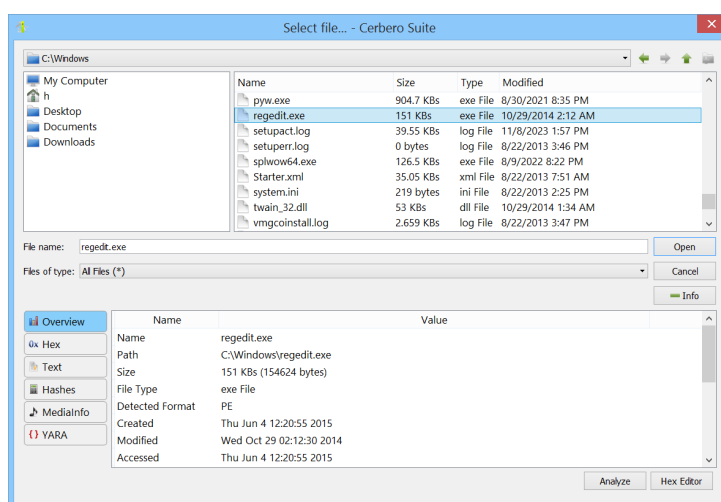 Select file... - Cerbero Suite
C:\Windows
My Computer
h
Desktop
Documents
Downloads
Name Size Type Modified
pyw.exe 904.7 KBs exe File 8/30/2021 8:35 PM
regedit.exe 151 KBs exe File 10/29/2014 2:12 AM
setupact.log 39.55 KBs log File 11/8/2023 1:57 PM
setuperr.log 0 bytes log File 8/22/2013 3:46 PM
splwow64.exe 126.5 KBs exe File 8/9/2022 8:22 PM
Starter.xml 35.05 KBs xml File 8/22/2013 7:51 AM
system.ini 219 bytes ini File 8/22/2013 2:25 PM
twain_32.dll 53 KBs dll File 10/29/2014 1:34 AM
vmgcoinstall.log 2.659 KBs log File 8/22/2013 3:47 PM
File name: regedit.exe Open
Files of type: All Files (*) Cancel
Info
Overview
0x Hex
Text
Hashes
MediaInfo
{} YARA
Name Value
Name regedit.exe
Path C:\Windows\regedit.exe
Size 151 KBs (154624 bytes)
File Type exe File
Detected Format PE
Created Thu Jun 4 12:20:55 2015
Modified Wed Oct 29 02:12:30 2014
Accessed Thu Jun 4 12:20:55 2015
Analyze Hex Editor